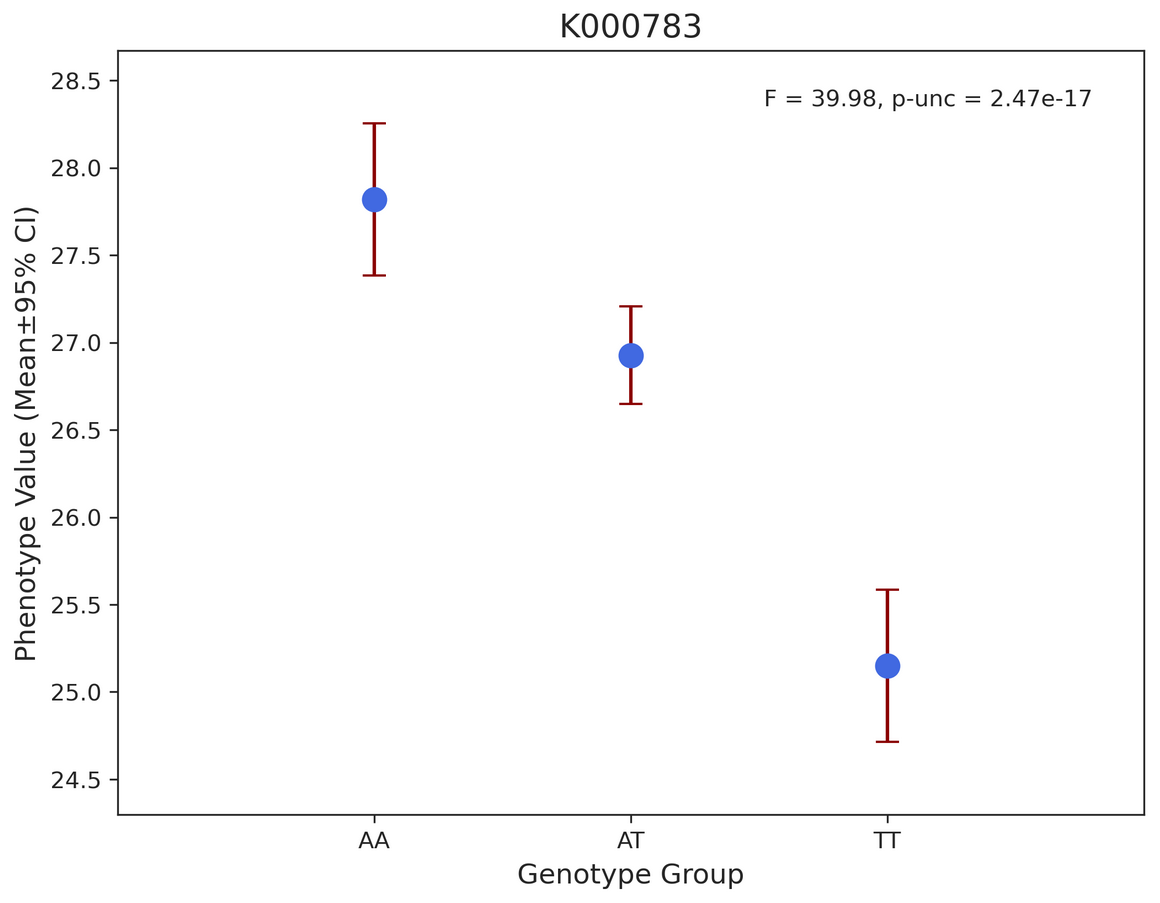 K000783
F = 39.98, p-unc = 2.47e-17
Phenotype Value (Mean±95% CI)
28.5
28.0
27.5
27.0
26.5
26.0
25.5
25.0
24.5
AA AT TT
Genotype Group